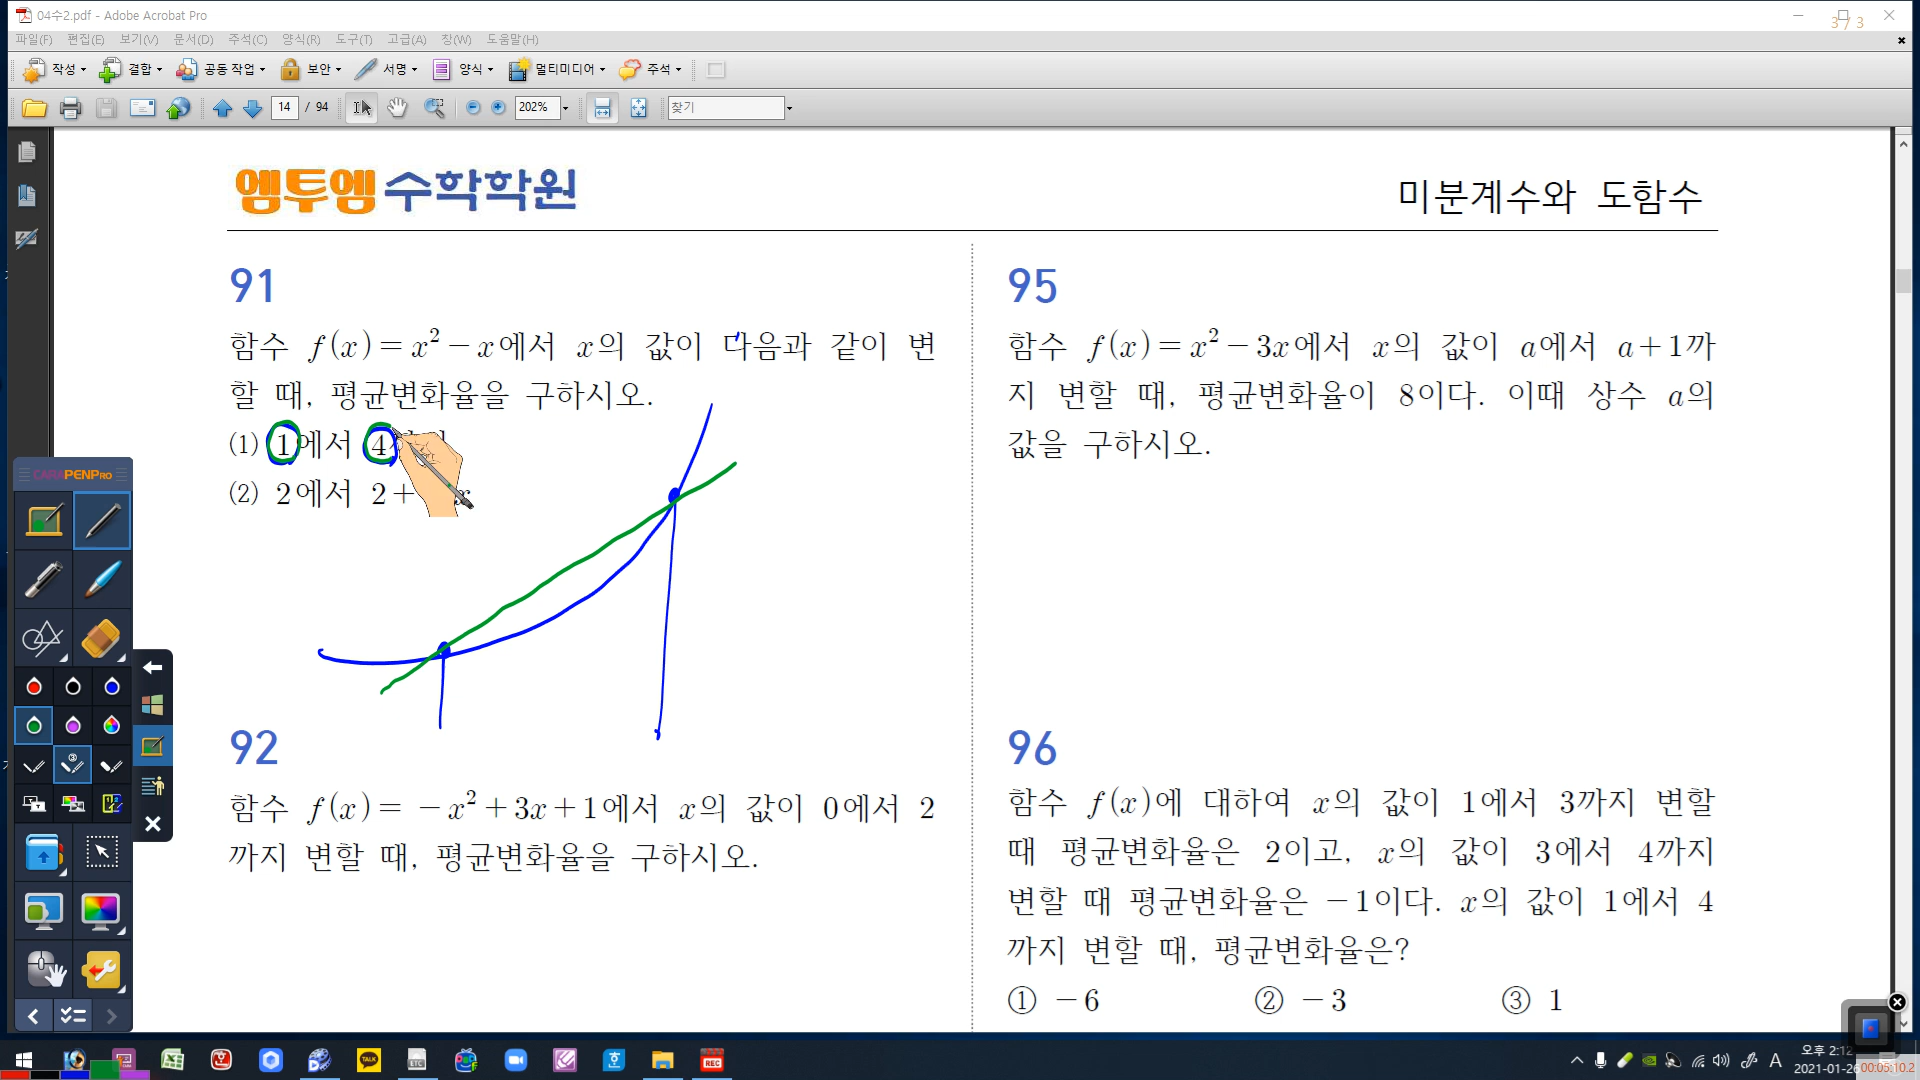 04수2.pdf - Adobe Acrobat Pro
3 / 3
파일(F) 편집(E) 보기(V) 문서(D) 주석(C) 양식(R) 도구(T) 고급(A) 창(W) 도움말(H)
작성 결합 공동 작업 보안 서명 양식 멀티미디어 주석
14 / 94 202% 찾기
엠투엠수학학원
미분계수와 도함수
91
함수 f(x)=x²-x에서 x의 값이 다음과 같이 변
할 때, 평균변화율을 구하시오.
(1) 1에서 4
(2) 2에서 2+ x
92
함수 f(x)=-x²+3x+1에서 x의 값이 0에서 2
까지 변할 때, 평균변화율을 구하시오.
95
함수 f(x)=x²-3x에서 x의 값이 a에서 a+1까
지 변할 때, 평균변화율이 8이다. 이때 상수 a의
값을 구하시오.
96
함수 f(x)에 대하여 x의 값이 1에서 3까지 변할
때 평균변화율은 2이고, x의 값이 3에서 4까지
변할 때 평균변화율은 -1이다. x의 값이 1에서 4
까지 변할 때, 평균변화율은?
① -6 ② -3 ③ 1
CARAPENPRO
TALK
REC
A
오후 2:12
2021-01-26
00:05:10.2